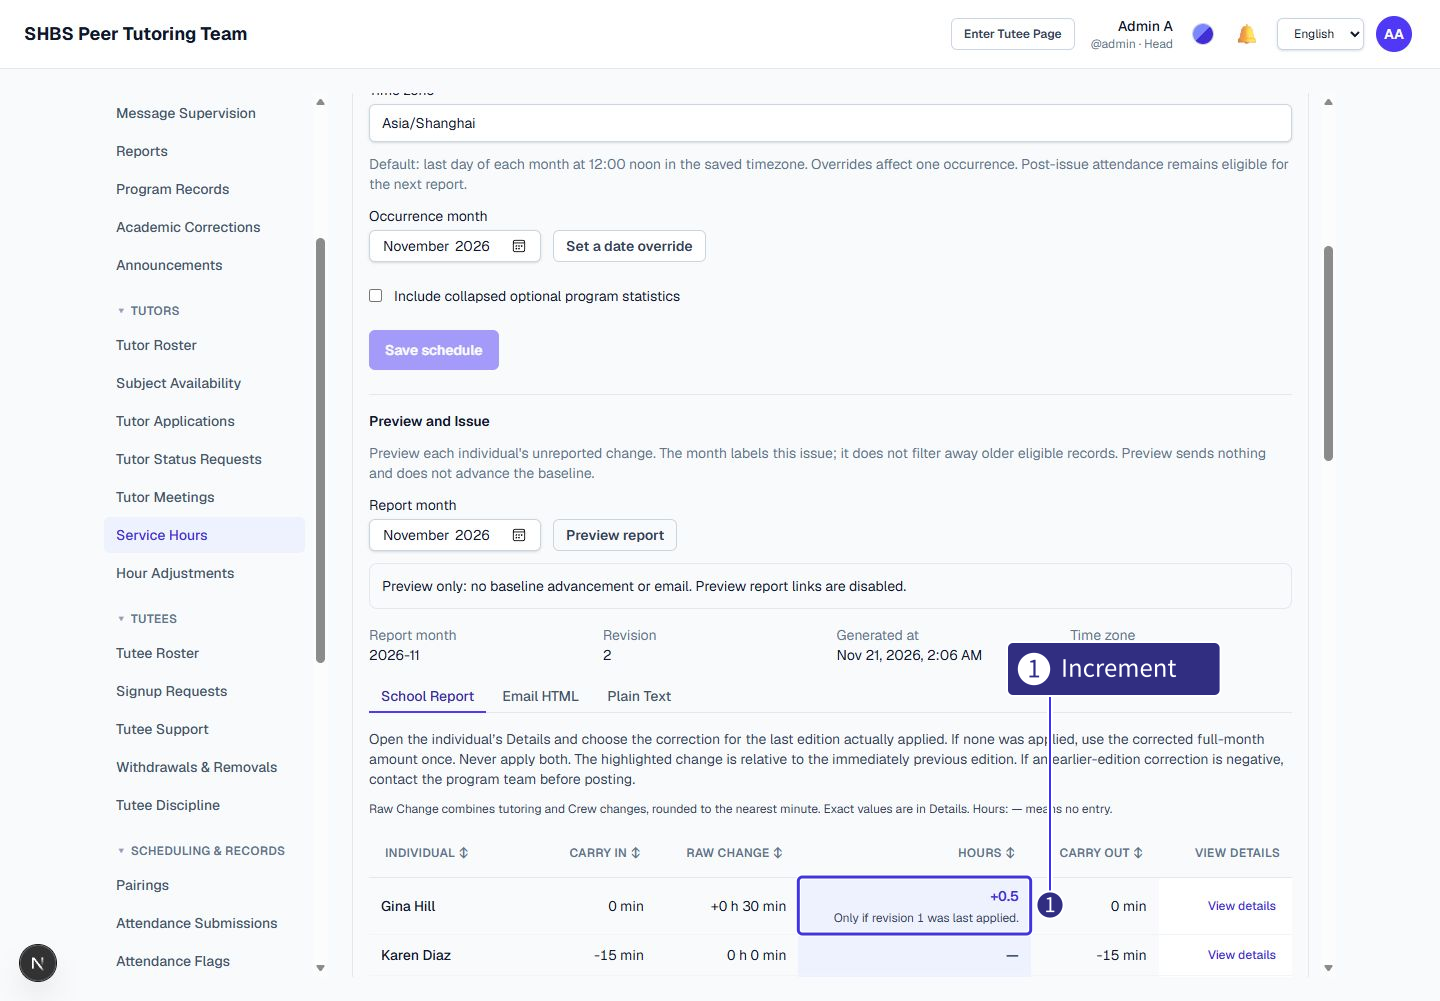 SHBS Peer Tutoring Team
Enter Tutee Page
Admin A
@admin · Head
English
AA
Message Supervision
Reports
Program Records
Academic Corrections
Announcements
TUTORS
Tutor Roster
Subject Availability
Tutor Applications
Tutor Status Requests
Tutor Meetings
Service Hours
Hour Adjustments
TUTEES
Tutee Roster
Signup Requests
Tutee Support
Withdrawals & Removals
Tutee Discipline
SCHEDULING & RECORDS
Pairings
Attendance Submissions
Attendance Flags
N
Time zone
Asia/Shanghai
Default: last day of each month at 12:00 noon in the saved timezone. Overrides affect one occurrence. Post-issue attendance remains eligible for
the next report.
Occurrence month
November 2026
Set a date override
Include collapsed optional program statistics
Save schedule
Preview and Issue
Preview each individual's unreported change. The month labels this issue; it does not filter away older eligible records. Preview sends nothing
and does not advance the baseline.
Report month
November 2026
Preview report
Preview only: no baseline advancement or email. Preview report links are disabled.
Report month Revision Generated at Time zone
2026-11 2 Nov 21, 2026, 2:06 AM
1 Increment
School Report Email HTML Plain Text
Open the individual's Details and choose the correction for the last edition actually applied. If none was applied, use the corrected full-month
amount once. Never apply both. The highlighted change is relative to the immediately previous edition. If an earlier-edition correction is negative,
contact the program team before posting.
Raw Change combines tutoring and Crew changes, rounded to the nearest minute. Exact values are in Details. Hours: — means no entry.
INDIVIDUAL CARRY IN RAW CHANGE HOURS CARRY OUT VIEW DETAILS
Gina Hill 0 min +0 h 30 min +0.5 1 0 min View details
Only if revision 1 was last applied.
Karen Diaz -15 min 0 h 0 min — -15 min View details